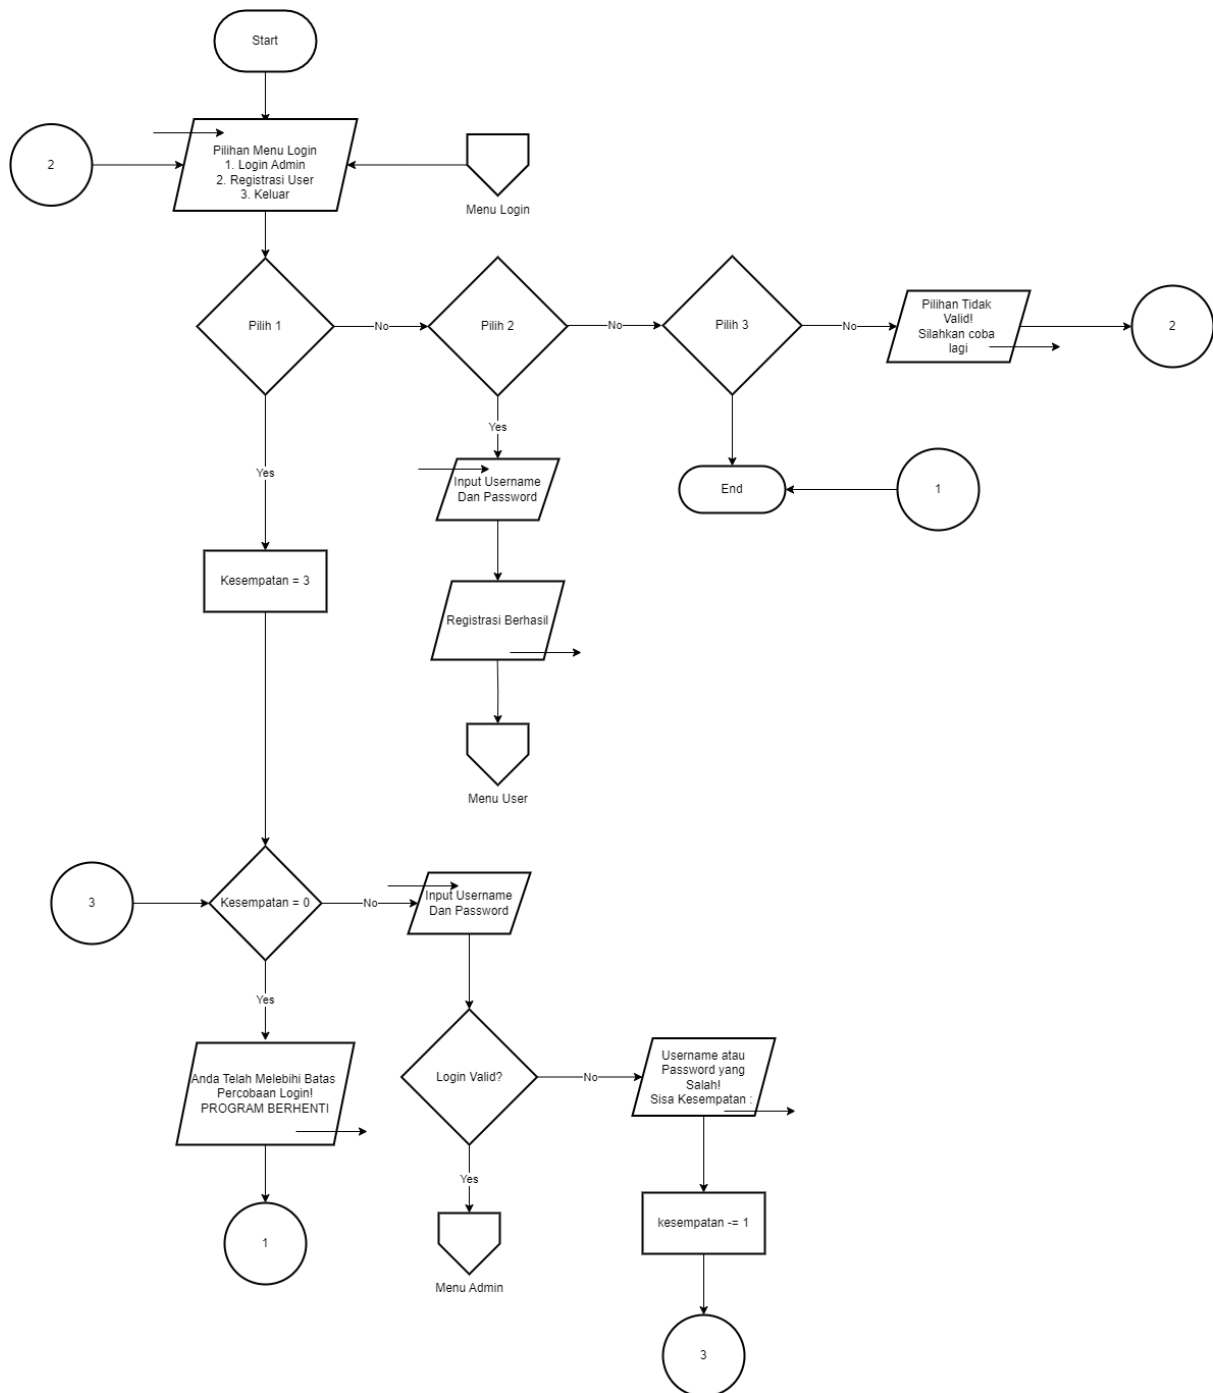 Start
2
Pilihan Menu Login
1. Login Admin
2. Registrasi User
3. Keluar
Menu Login
Pilih 1
No
Pilih 2
No
Pilih 3
No
Pilihan Tidak
Valid!
Silahkan coba
lagi
2
Yes
Yes
Input Username
Dan Password
End
1
Kesempatan = 3
Registrasi Berhasil
Menu User
3
Kesempatan = 0
No
Input Username
Dan Password
Yes
Anda Telah Melebihi Batas
Percobaan Login!
PROGRAM BERHENTI
Login Valid?
No
Username atau
Password yang
Salah!
Sisa Kesempatan :
Yes
1
Menu Admin
kesempatan -= 1
3